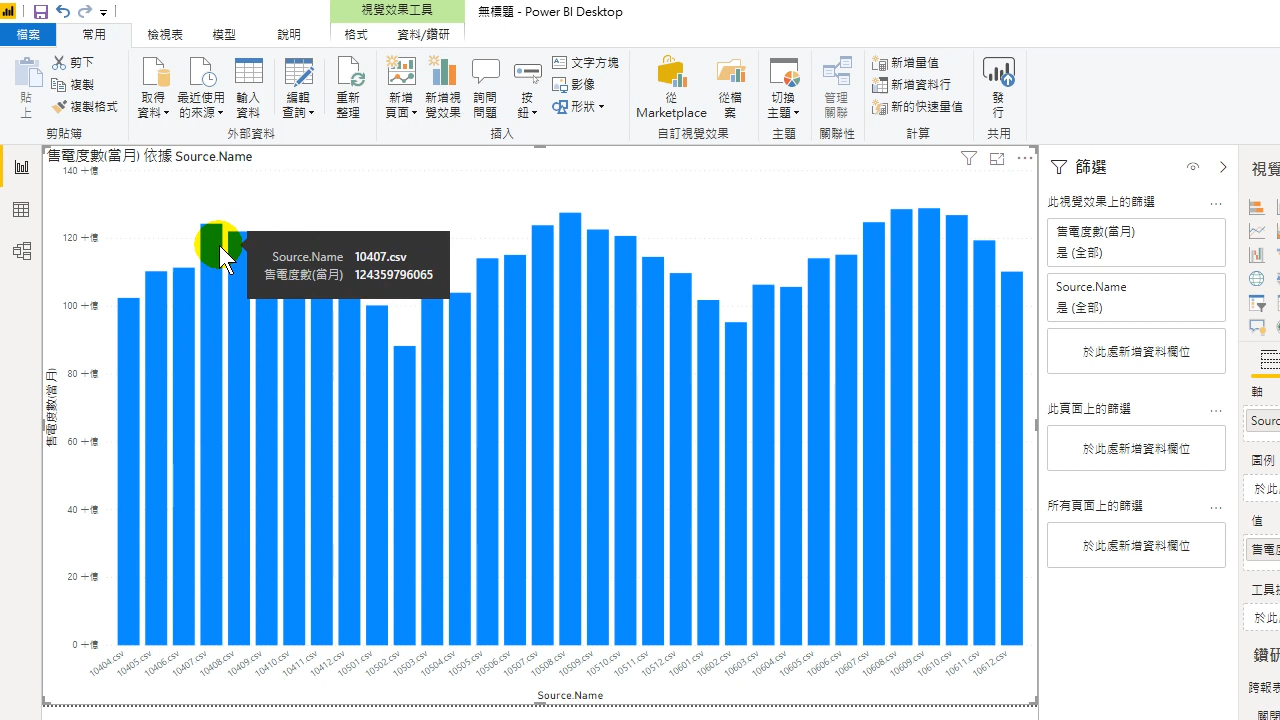 視覺效果工具
無標題 - Power BI Desktop
檔案
常用
檢視表
模型
說明
格式
資料/鑽研
貼
上
剪下
複製
複製格式
剪貼簿
取得
資料
最近使用
的來源
輸入
資料
編輯
查詢
重新
整理
外部資料
新增
頁面
新增視
覺效果
詢問
問題
按
鈕
文字方塊
影像
形狀
插入
從
Marketplace
從檔
案
自訂視覺效果
切換
主題
主題
管理
關聯
關聯性
新增量值
新增資料行
新的快速量值
計算
發
行
共用
售電度數(當月) 依據 Source.Name
140 十億
120 十億
100 十億
80 十億
60 十億
40 十億
20 十億
0 十億
售電度數(當月)
Source.Name 10407.csv
售電度數(當月) 124359796065
10404.csv
10405.csv
10406.csv
10407.csv
10408.csv
10409.csv
10410.csv
10411.csv
10412.csv
10501.csv
10502.csv
10503.csv
10504.csv
10505.csv
10506.csv
10507.csv
10508.csv
10509.csv
10510.csv
10511.csv
10512.csv
10601.csv
10602.csv
10603.csv
10604.csv
10605.csv
10606.csv
10607.csv
10608.csv
10609.csv
10610.csv
10611.csv
10612.csv
Source.Name
篩選
此視覺效果上的篩選
售電度數(當月)
是 (全部)
Source.Name
是 (全部)
於此處新增資料欄位
此頁面上的篩選
於此處新增資料欄位
所有頁面上的篩選
於此處新增資料欄位
視覺
軸
Sourc
圖例
於此
值
售電度
工具提
於此
鑽研
跨報表
關閉